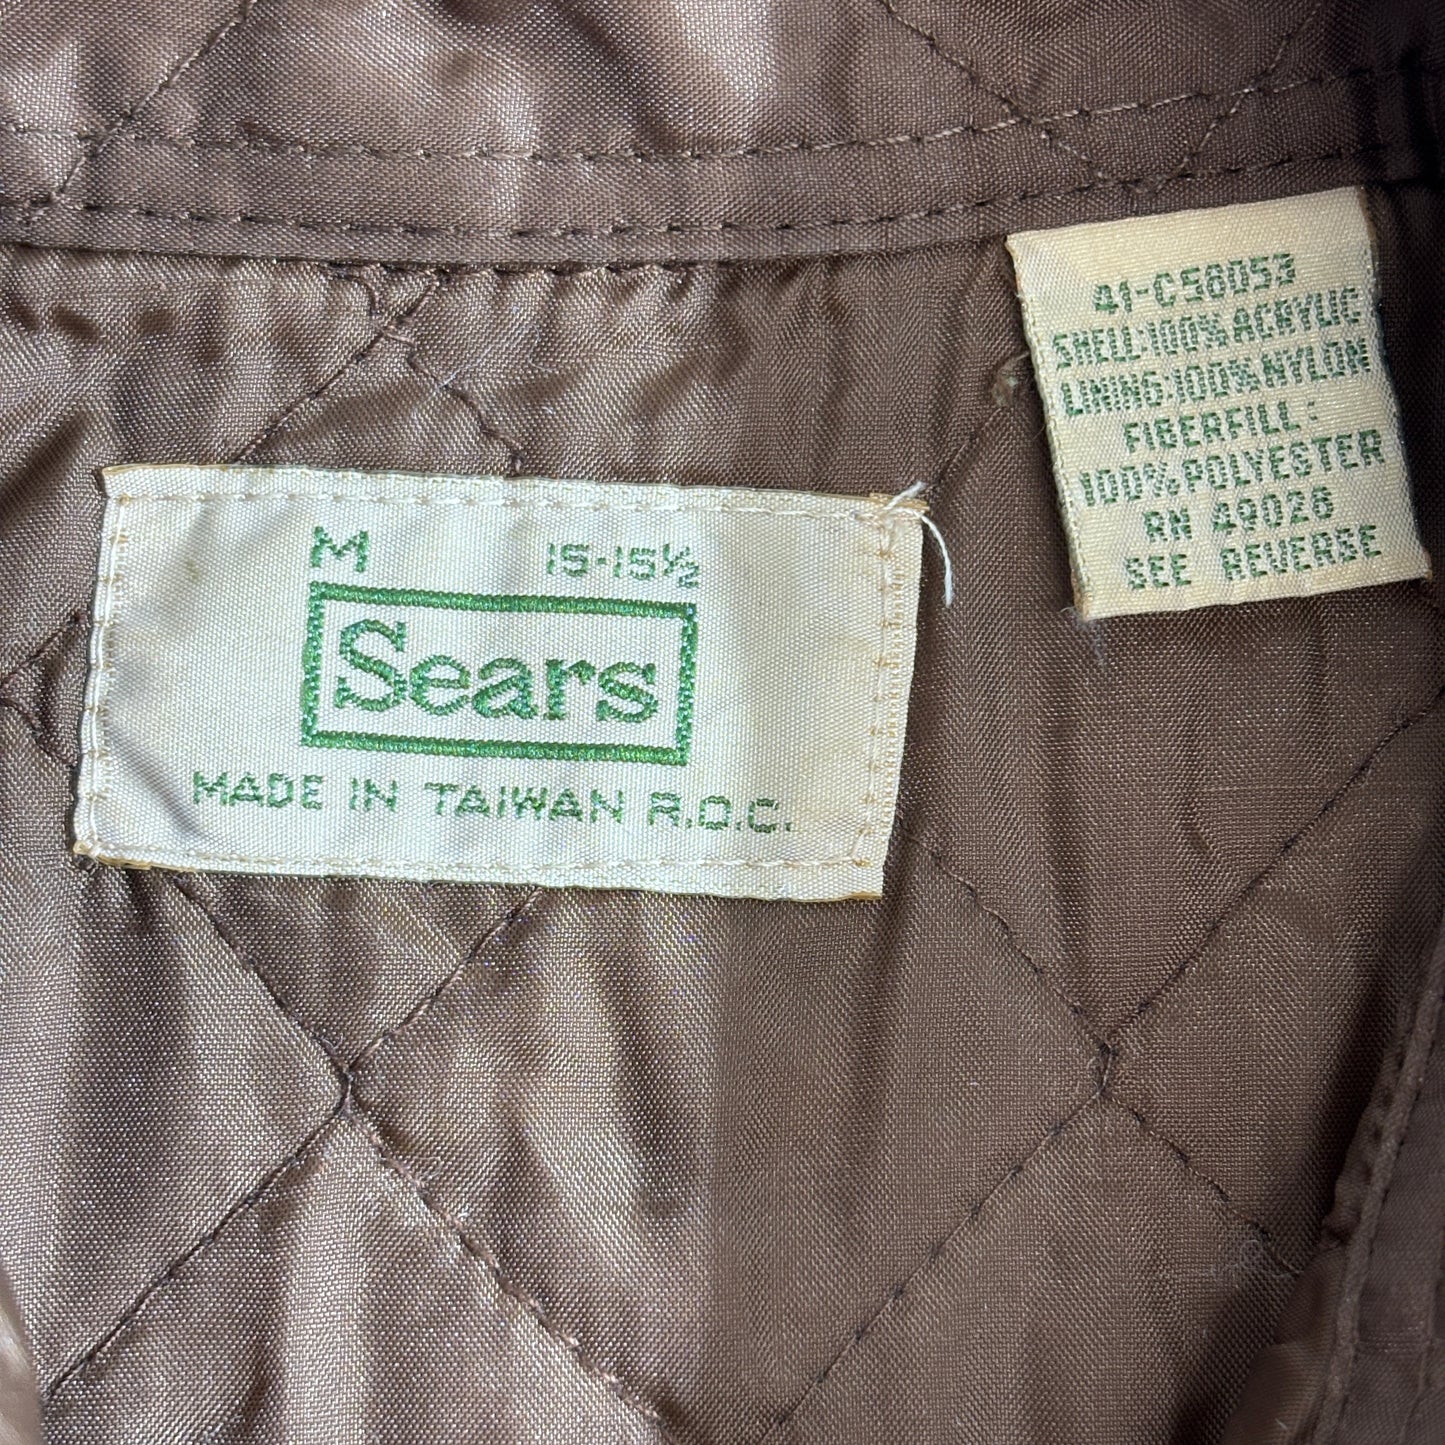 M 15-15½
Sears
MADE IN TAIWAN R.O.C.
41-C58053
SHELL:100% ACRYLIC
LINING:100% NYLON
FIBERFILL:
100% POLYESTER
RN 49026
SEE REVERSE